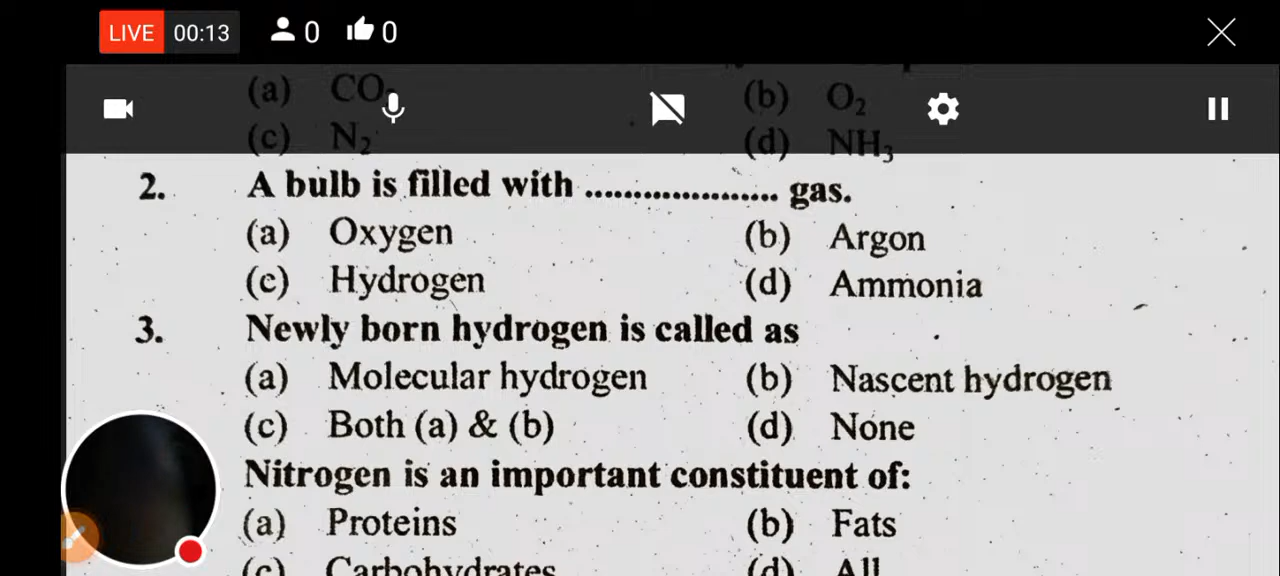 LIVE 00:13 0 0
(a) CO2 (b) O2
(c) N2 (d) NH3
2. A bulb is filled with .................... gas.
(a) Oxygen (b) Argon
(c) Hydrogen (d) Ammonia
3. Newly born hydrogen is called as
(a) Molecular hydrogen (b) Nascent hydrogen
(c) Both (a) & (b) (d) None
Nitrogen is an important constituent of:
(a) Proteins (b) Fats
(c) Carbohydrates (d) All